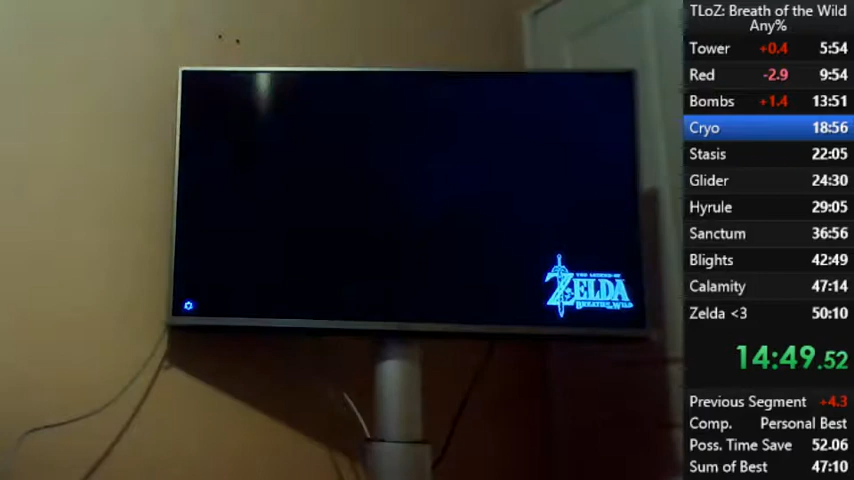 TLoZ: Breath of the Wild
Any%
Tower +0.4 5:54
Red -2.9 9:54
Bombs +1.4 13:51
Cryo 18:56
Stasis 22:05
Glider 24:30
Hyrule 29:05
Sanctum 36:56
Blights 42:49
Calamity 47:14
Zelda <3 50:10
14:49.52
Previous Segment +4.3
Comp. Personal Best
Poss. Time Save 52.06
Sum of Best 47:10
THE LEGEND OF
ZELDA
BREATH OF THE WILD